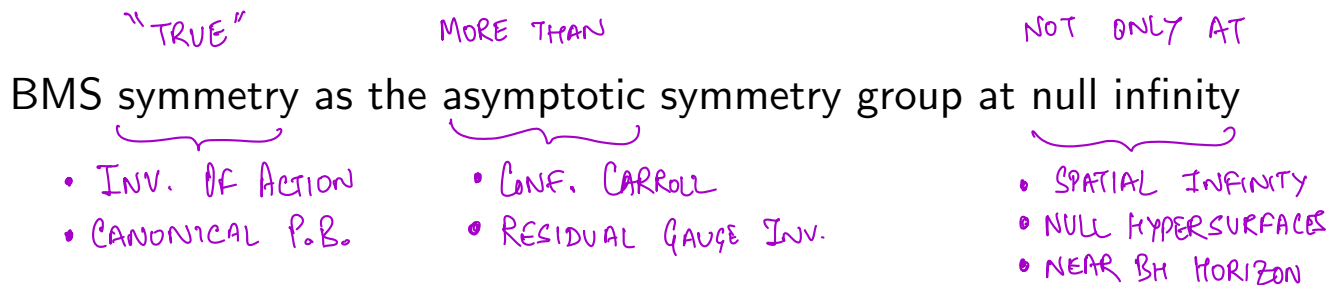 "TRUE" MORE THAN NOT ONLY AT
BMS symmetry as the asymptotic symmetry group at null infinity
• INV. OF ACTION • CONF. CARROLL • SPATIAL INFINITY
• CANONICAL P.B. • RESIDUAL GAUGE INV. • NULL HYPERSURFACES
• NEAR BH HORIZON